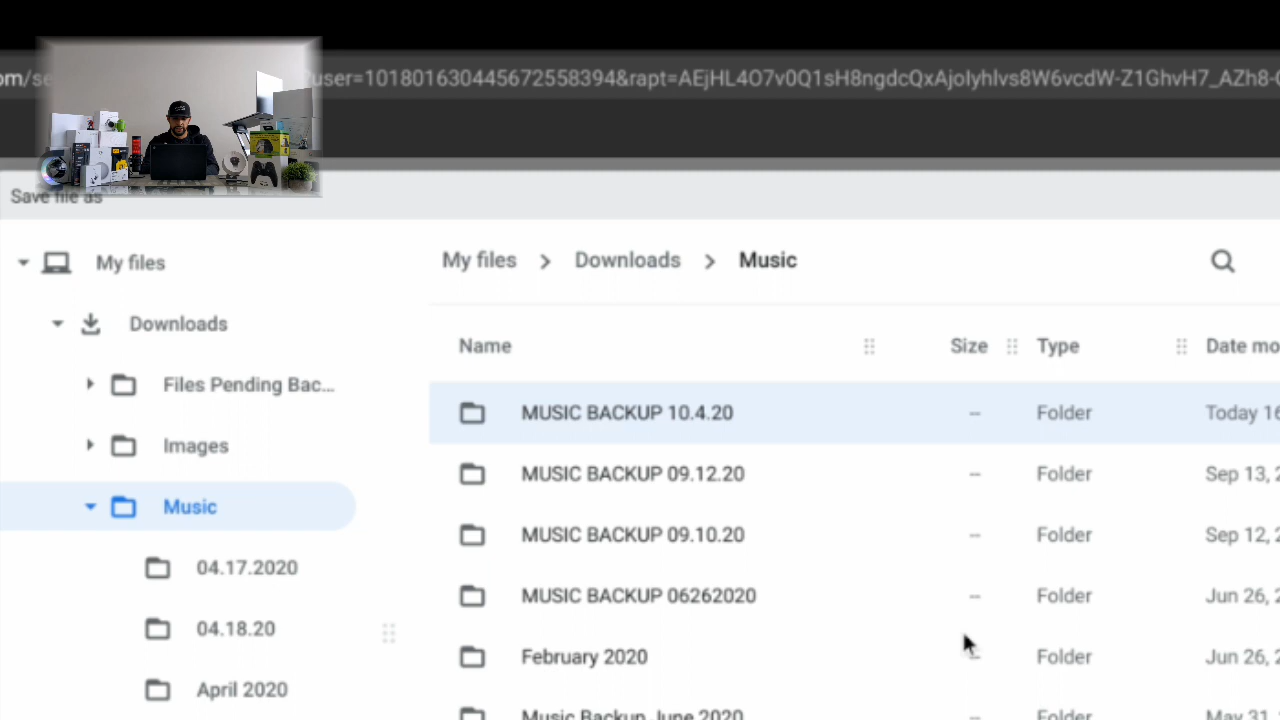 om/se
user=101801630445672558394&rapt=AEjHL4O7v0Q1sH8ngdcQxAjoIyhlvs8W6vcdW-Z1GhvH7_AZh8-
Save file as
My files
Downloads
Files Pending Bac...
Images
Music
04.17.2020
04.18.20
April 2020
My files > Downloads > Music
Name Size Type Date mo
MUSIC BACKUP 10.4.20 -- Folder Today 16
MUSIC BACKUP 09.12.20 -- Folder Sep 13, 2
MUSIC BACKUP 09.10.20 -- Folder Sep 12, 2
MUSIC BACKUP 06262020 -- Folder Jun 26, 2
February 2020 -- Folder Jun 26, 2
Music Backup June 2020 Folder May 31,